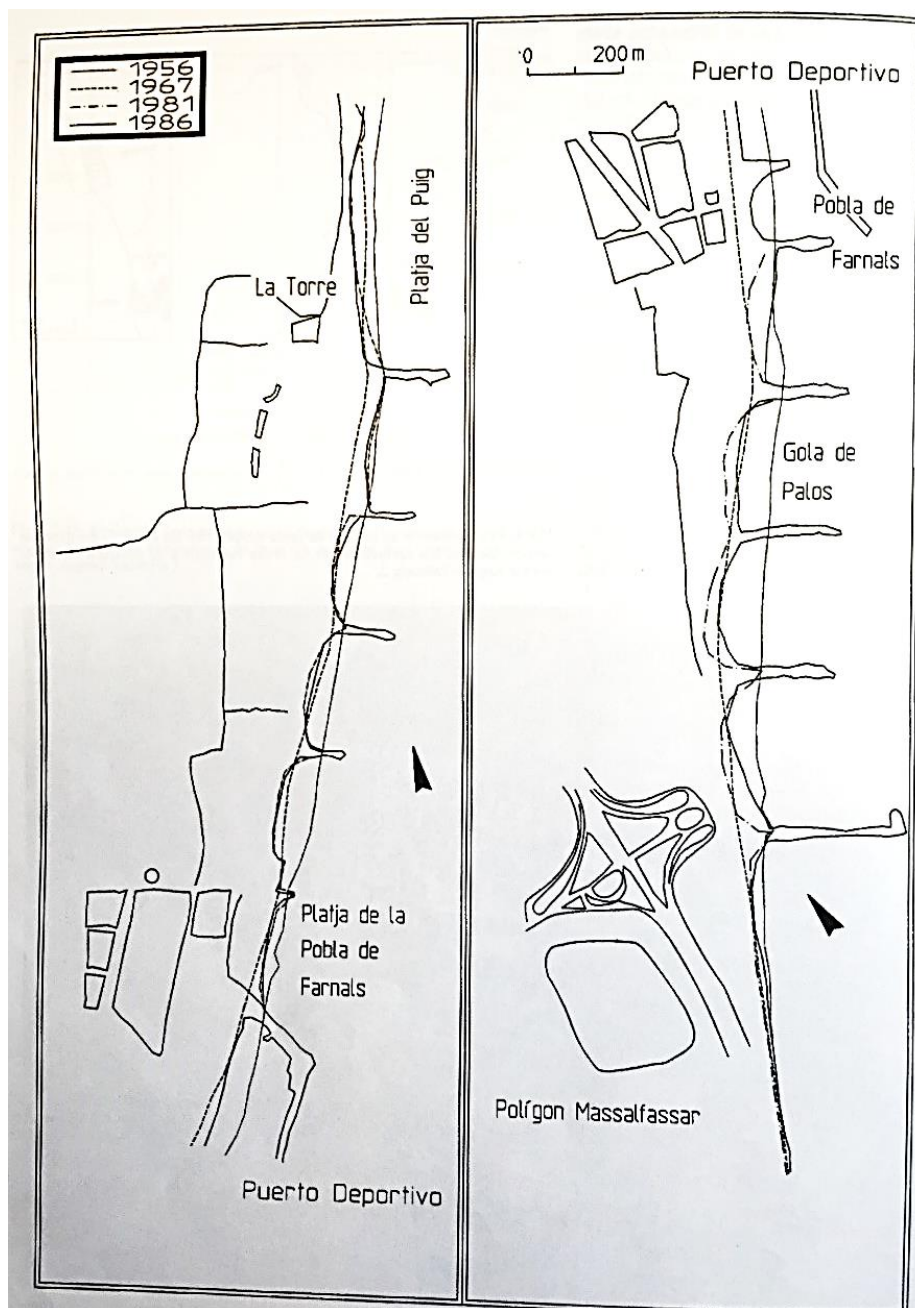 1956
1967
1981
1986
Platja del Puig
La Torre
Platja de la
Pobla de
Farnals
Puerto Deportivo
0 200 m
Puerto Deportivo
Pobla de
Farnals
Gola de
Palos
Polígon Massalfassar